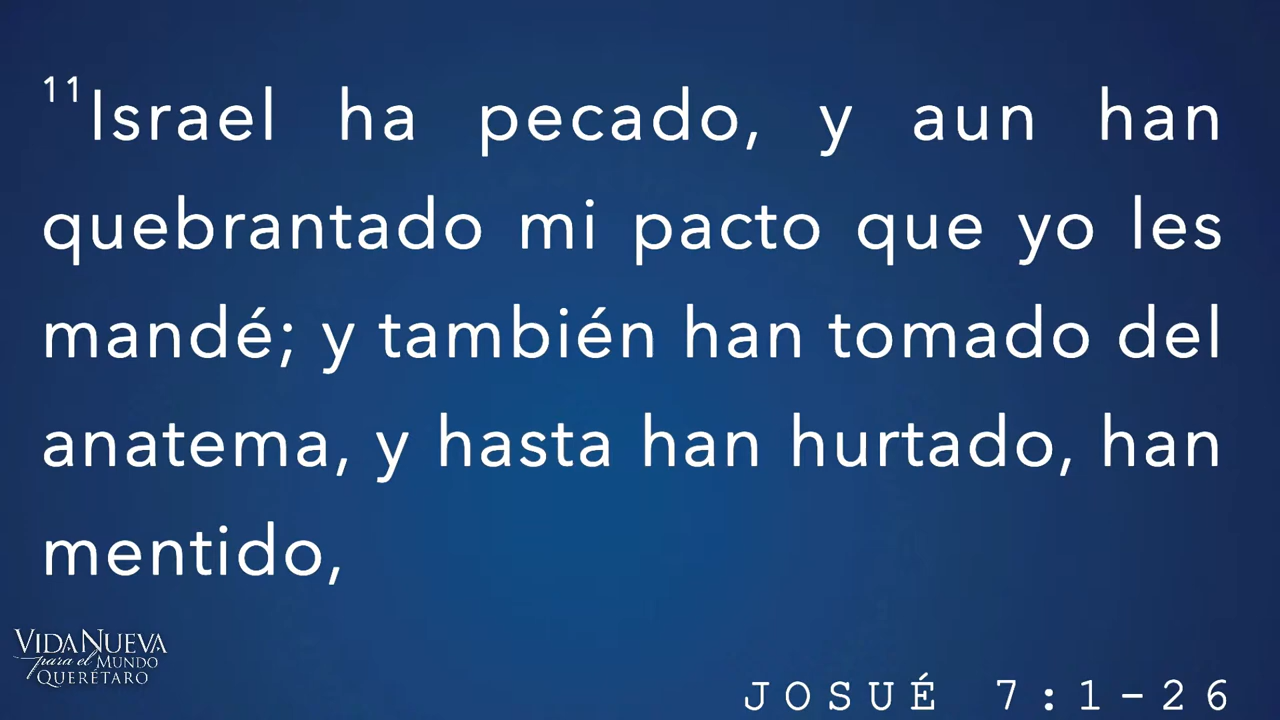 11Israel ha pecado, y aun han
quebrantado mi pacto que yo les
mandé; y también han tomado del
anatema, y hasta han hurtado, han
mentido,
VIDA NUEVA
para el MUNDO
QUERÉTARO
JOSUÉ 7:1-26